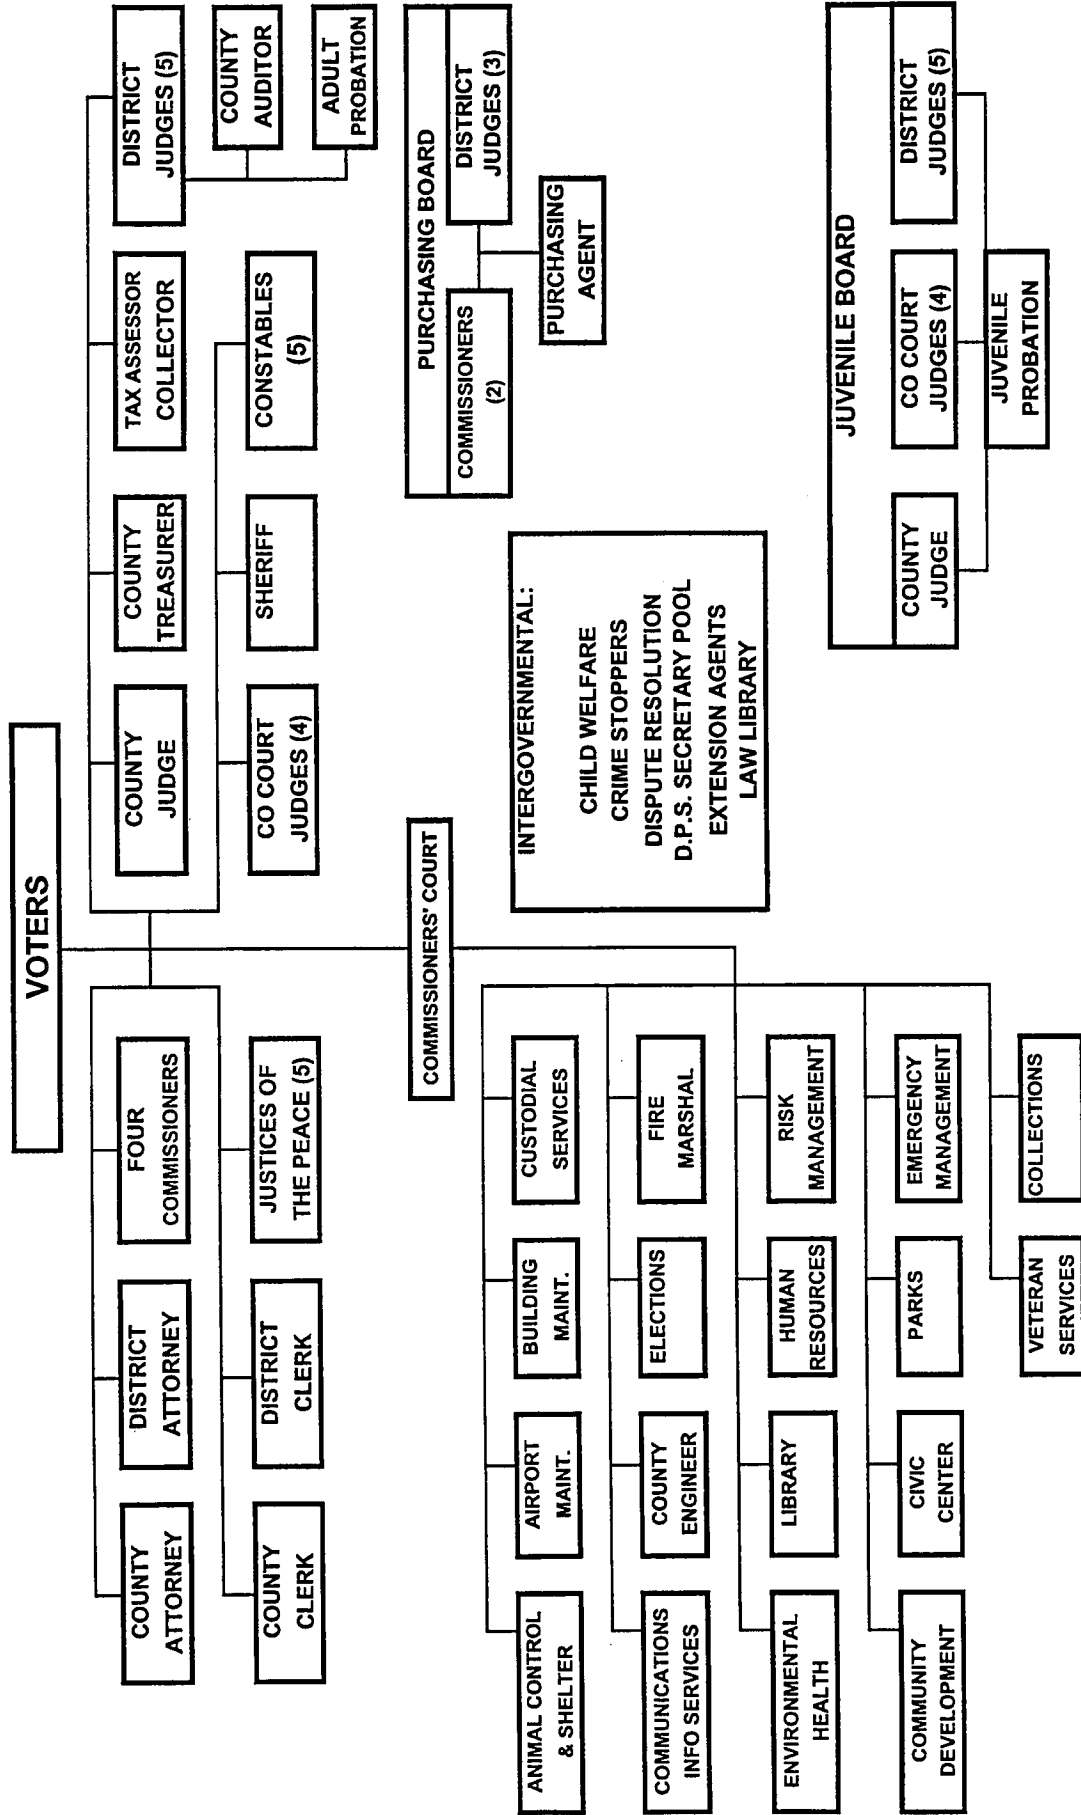 VOTERS
COUNTY
ATTORNEY
DISTRICT
ATTORNEY
FOUR
COMMISSIONERS
COUNTY
JUDGE
COUNTY
TREASURER
TAX ASSESSOR
COLLECTOR
DISTRICT
JUDGES (5)
COUNTY
AUDITOR
ADULT
PROBATION
COUNTY
CLERK
DISTRICT
CLERK
JUSTICES OF
THE PEACE (5)
CO COURT
JUDGES (4)
SHERIFF
CONSTABLES
(5)
COMMISSIONERS' COURT
PURCHASING BOARD
COMMISSIONERS
(2)
DISTRICT
JUDGES (3)
PURCHASING
AGENT
ANIMAL CONTROL
& SHELTER
AIRPORT
MAINT.
BUILDING
MAINT.
CUSTODIAL
SERVICES
COMMUNICATIONS
INFO SERVICES
COUNTY
ENGINEER
ELECTIONS
FIRE
MARSHAL
ENVIRONMENTAL
HEALTH
LIBRARY
HUMAN
RESOURCES
RISK
MANAGEMENT
COMMUNITY
DEVELOPMENT
CIVIC
CENTER
PARKS
EMERGENCY
MANAGEMENT
VETERAN
SERVICES
COLLECTIONS
INTERGOVERNMENTAL:
CHILD WELFARE
CRIME STOPPERS
DISPUTE RESOLUTION
D.P.S. SECRETARY POOL
EXTENSION AGENTS
LAW LIBRARY
JUVENILE BOARD
COUNTY
JUDGE
CO COURT
JUDGES (4)
DISTRICT
JUDGES (5)
JUVENILE
PROBATION